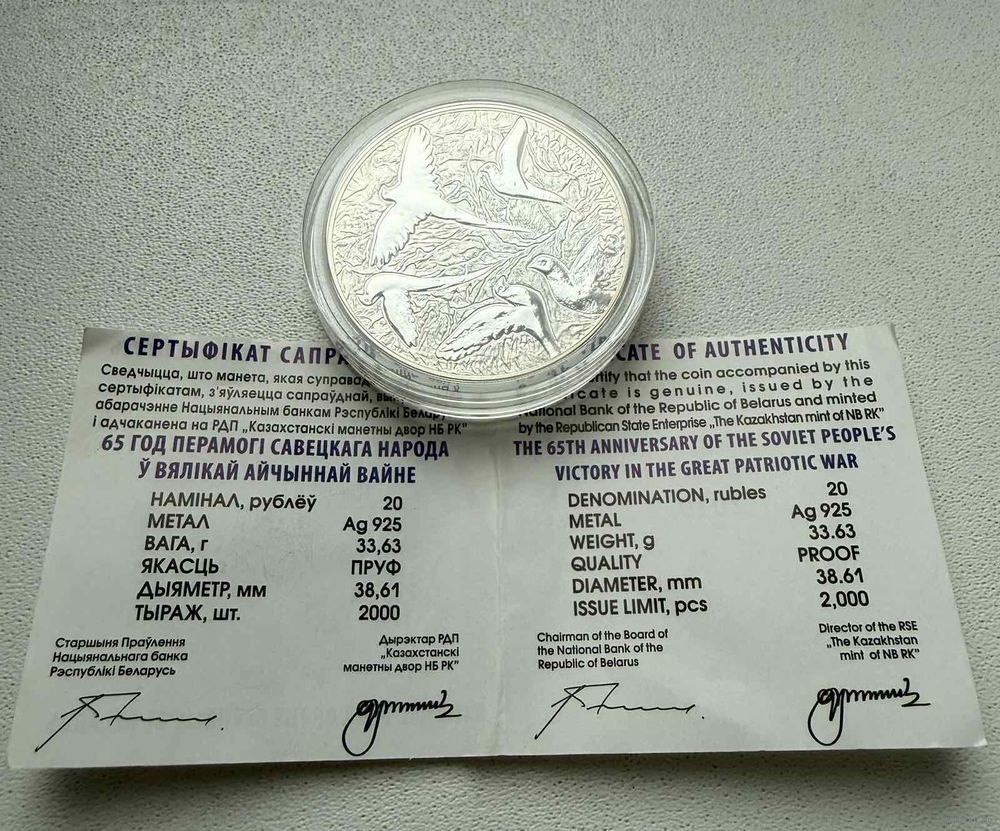 СЕРТЫФІКАТ
Сведчыцца, што манета, якая
сертыфікатам, з'яўляецца сапраўднай,
абарачэнне Нацыянальным банкам Рэспублікі
і адчаканена на РДП „Казахстанскі манетны двор НБ РК”
65 ГОД ПЕРАМОГІ САВЕЦКАГА НАРОДА
Ў ВЯЛІКАЙ АЙЧЫННАЙ ВАЙНЕ
НАМІНАЛ, рублёў 20
МЕТАЛ Ag 925
ВАГА, г 33,63
ЯКАСЦЬ ПРУФ
ДЫЯМЕТР, мм 38,61
ТЫРАЖ, шт. 2000
Старшыня Праўлення
Нацыянальнага банка
Рэспублікі Беларусь
Дырэктар РДП
„Казахстанскі
манетны двор НБ РК”
OF AUTHENTICITY
that the coin accompanied by this
is genuine, issued by the
National Bank of the Republic of Belarus and minted
by the Republican State Enterprise „The Kazakhstan mint of NB RK”
THE 65TH ANNIVERSARY OF THE SOVIET PEOPLE'S
VICTORY IN THE GREAT PATRIOTIC WAR
DENOMINATION, rubles 20
METAL Ag 925
WEIGHT, g 33.63
QUALITY PROOF
DIAMETER, mm 38.61
ISSUE LIMIT, pcs 2,000
Chairman of the Board of
the National Bank of the
Republic of Belarus
Director of the RSE
„The Kazakhstan
mint of NB RK”